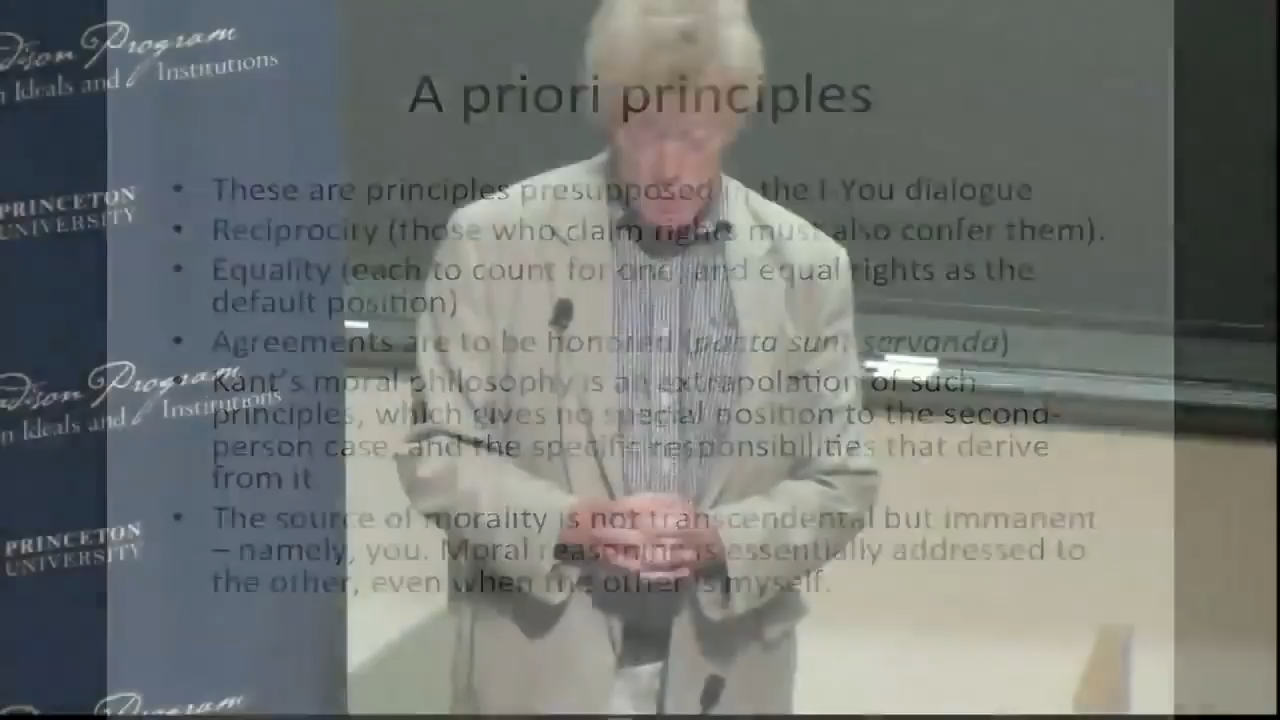 A priori principles
• These are principles presupposed in the I-You dialogue
• Reciprocity (those who claim rights must also confer them).
• Equality (each to count for one, and equal rights as the
default position)
• Agreements are to be honored (pacta sunt servanda)
• Kant's moral philosophy is an extrapolation of such
principles, which gives no special position to the second-
person case, and the specific responsibilities that derive
from it
• The source of morality is not transcendental but immanent
– namely, you. Moral reasoning is essentially addressed to
the other, even when the other is myself.
Program
Ideals and Institutions
PRINCETON
UNIVERSITY
Program
Ideals and Institutions
PRINCETON
UNIVERSITY
Program